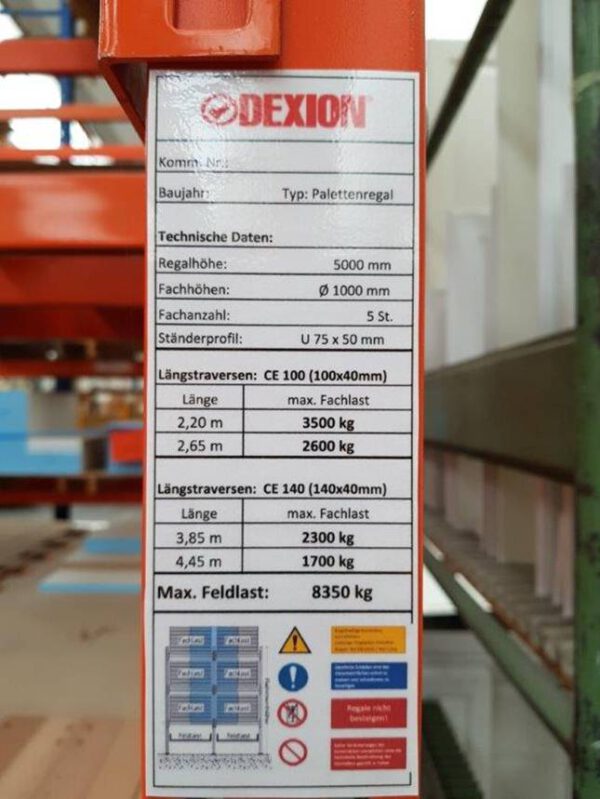 DEXION
Komm. Nr.:
Baujahr: Typ: Palettenregal
Technische Daten:
Regalhöhe: 5000 mm
Fachhöhen: Ø 1000 mm
Fachanzahl: 5 St.
Ständerprofil: U 75 x 50 mm
Längstraversen: CE 100 (100x40mm)
Länge max. Fachlast
2,20 m 3500 kg
2,65 m 2600 kg
Längstraversen: CE 140 (140x40mm)
Länge max. Fachlast
3,85 m 2300 kg
4,45 m 1700 kg
Max. Feldlast: 8350 kg
Fachlast Fachlast
Fachlast Fachlast
Fachlast Fachlast
Fachlast Fachlast
Feldlast Feldlast
Regale nicht
besteigen!